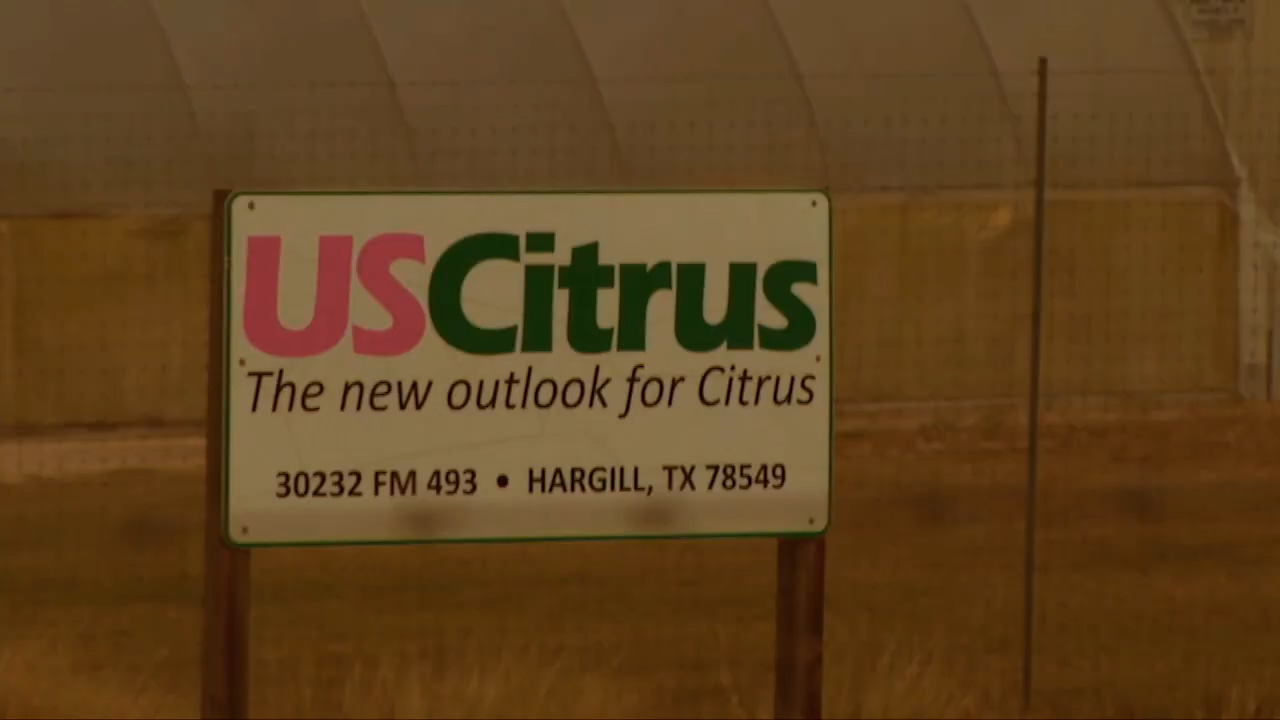 USCitrus
The new outlook for Citrus
30232 FM 493 • HARGILL, TX 78549